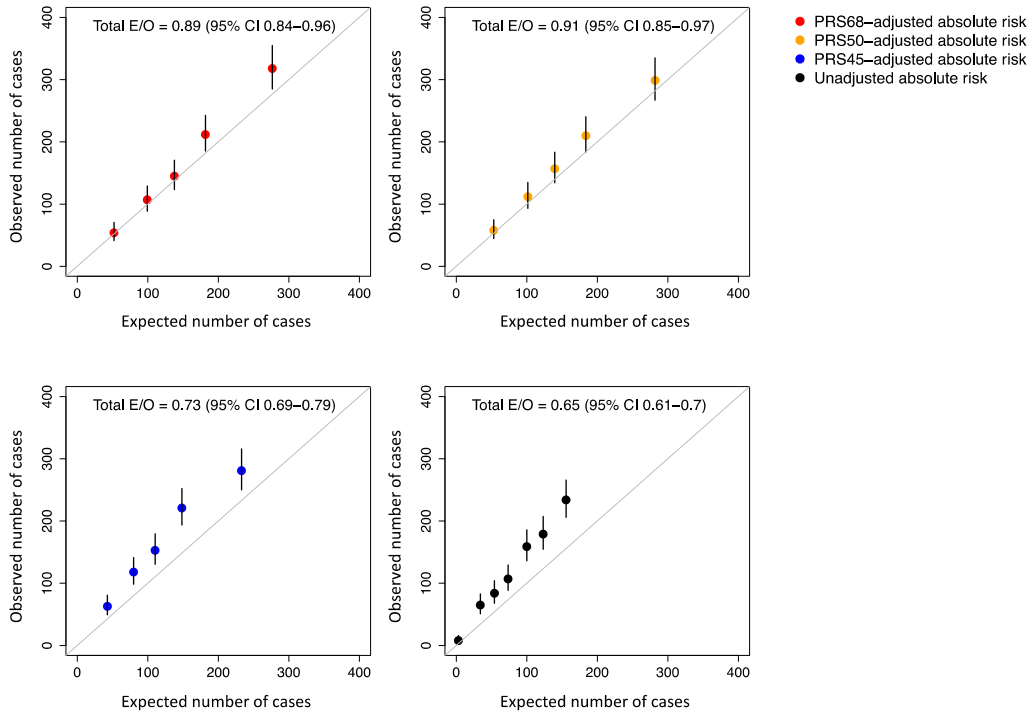 Total E/O = 0.89 (95% CI 0.84−0.96)
Observed number of cases
400
300
200
100
0
0 100 200 300 400
Expected number of cases
Total E/O = 0.91 (95% CI 0.85−0.97)
Observed number of cases
400
300
200
100
0
0 100 200 300 400
Expected number of cases
PRS68−adjusted absolute risk
PRS50−adjusted absolute risk
PRS45−adjusted absolute risk
Unadjusted absolute risk
Total E/O = 0.73 (95% CI 0.69−0.79)
Observed number of cases
400
300
200
100
0
0 100 200 300 400
Expected number of cases
Total E/O = 0.65 (95% CI 0.61−0.7)
Observed number of cases
400
300
200
100
0
0 100 200 300 400
Expected number of cases